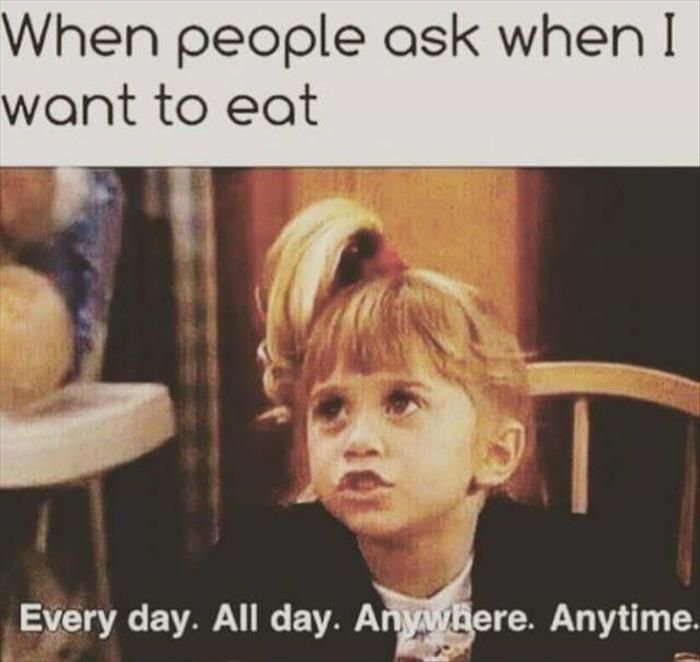 When people ask when I
want to eat
Every day. All day. Anywhere. Anytime.